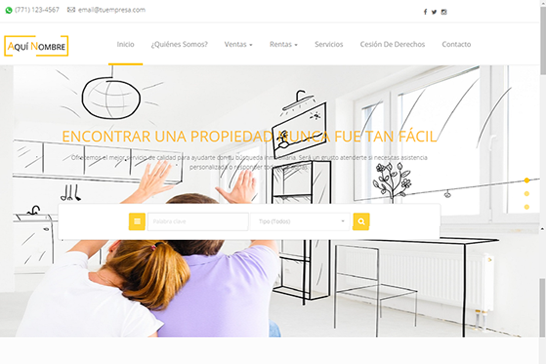 (771) 123-4567 email@tuempresa.com
AQUÍ NOMBRE
Inicio ¿Quiénes Somos? Ventas Rentas Servicios Cesión De Derechos Contacto
ENCONTRAR UNA PROPIEDAD NUNCA FUE TAN FÁCIL
Ofrecemos el mejor servicio de calidad para ayudarte con tu búsqueda inmobiliaria. Será un gusto atenderte si necesitas asistencia
personalizada o responder
Palabra clave Tipo (Todos)